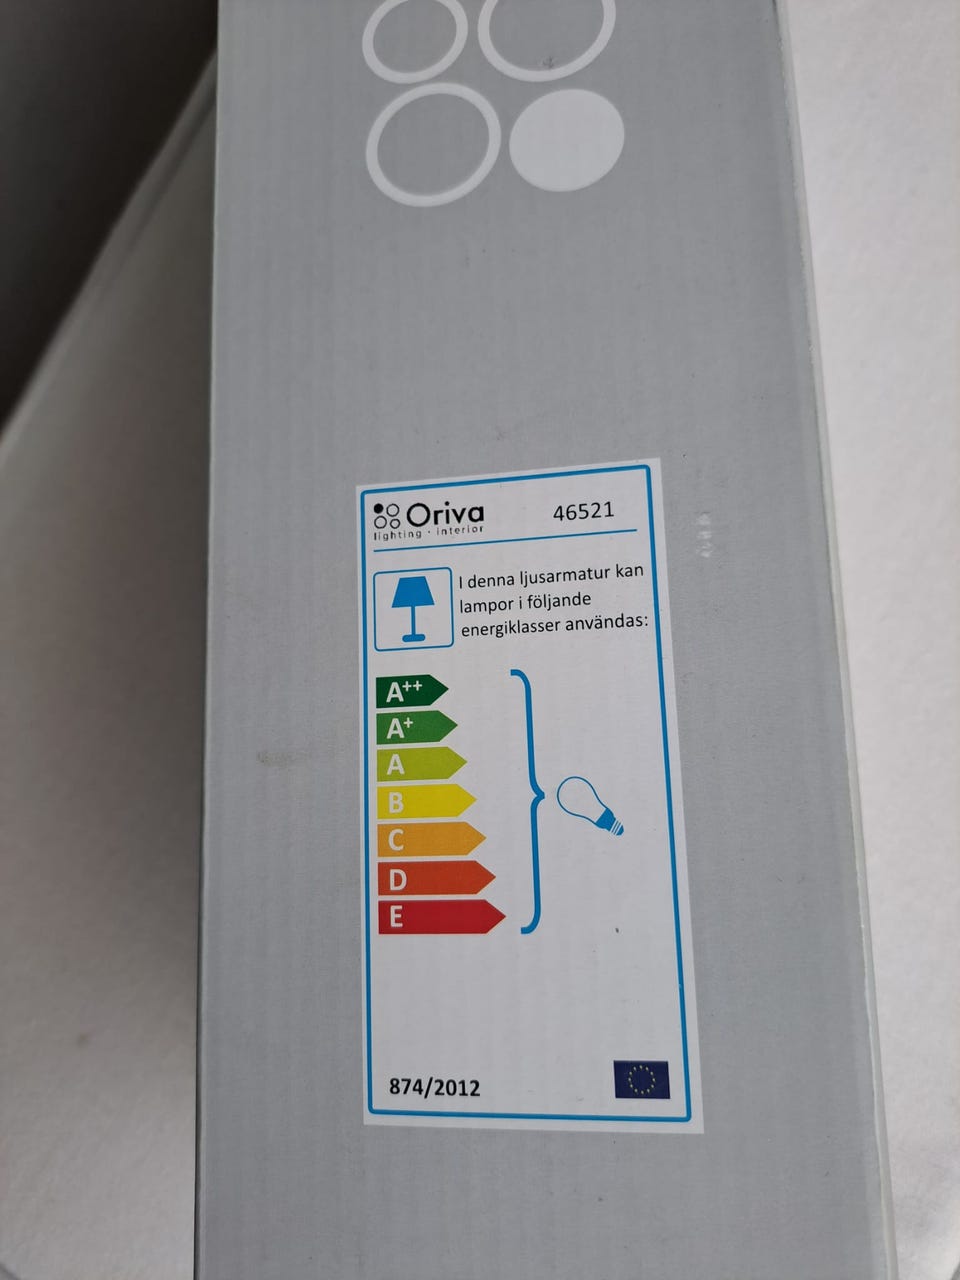 Oriva
lighting · interior
46521
I denna ljusarmatur kan
lampor i följande
energiklasser användas:
A++
A+
A
B
C
D
E
874/2012